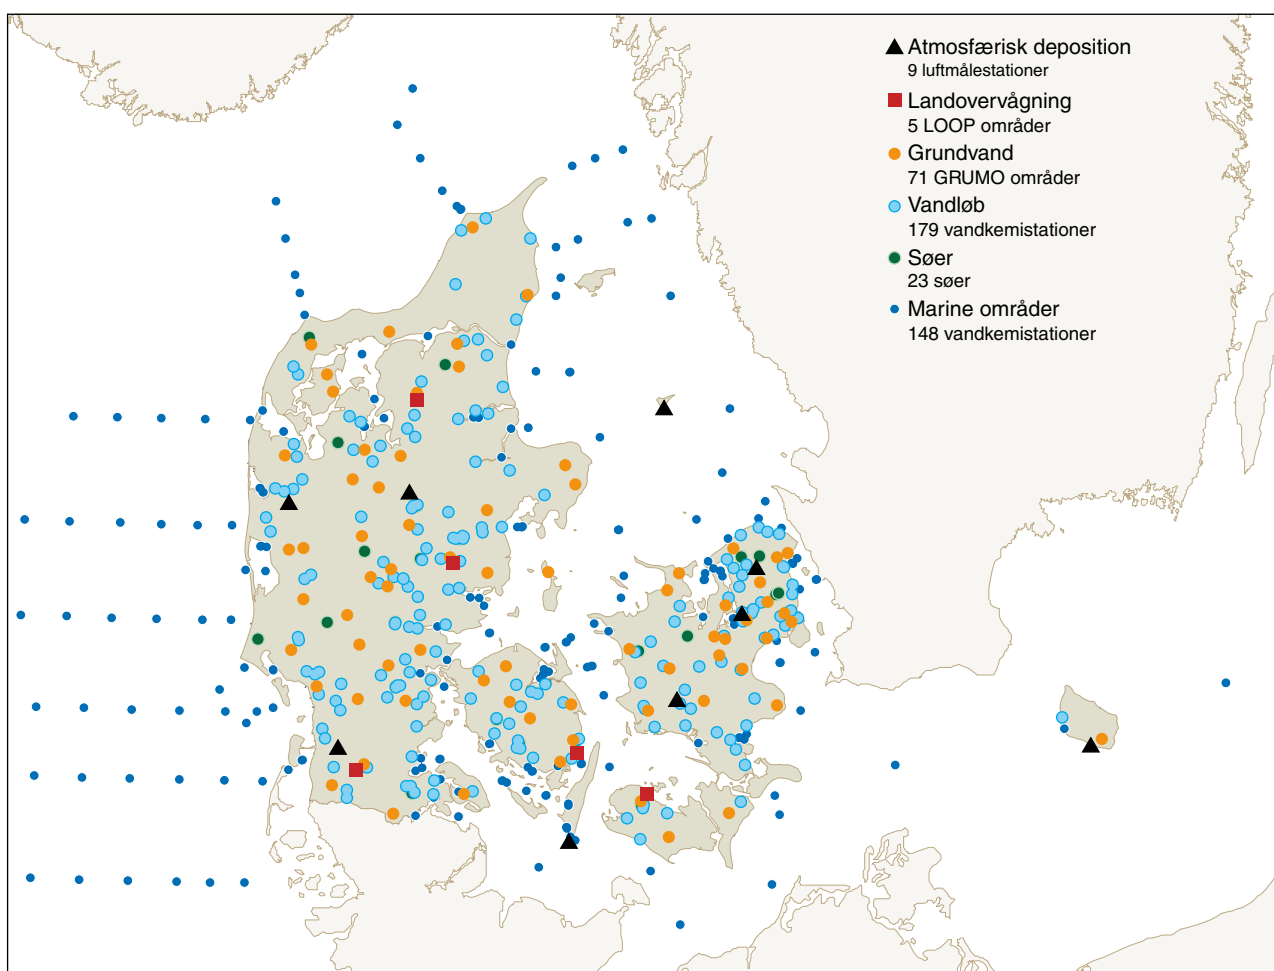 Atmosfærisk deposition
9 luftmålestationer
Landovervågning
5 LOOP områder
Grundvand
71 GRUMO områder
Vandløb
179 vandkemistationer
Søer
23 søer
Marine områder
148 vandkemistationer